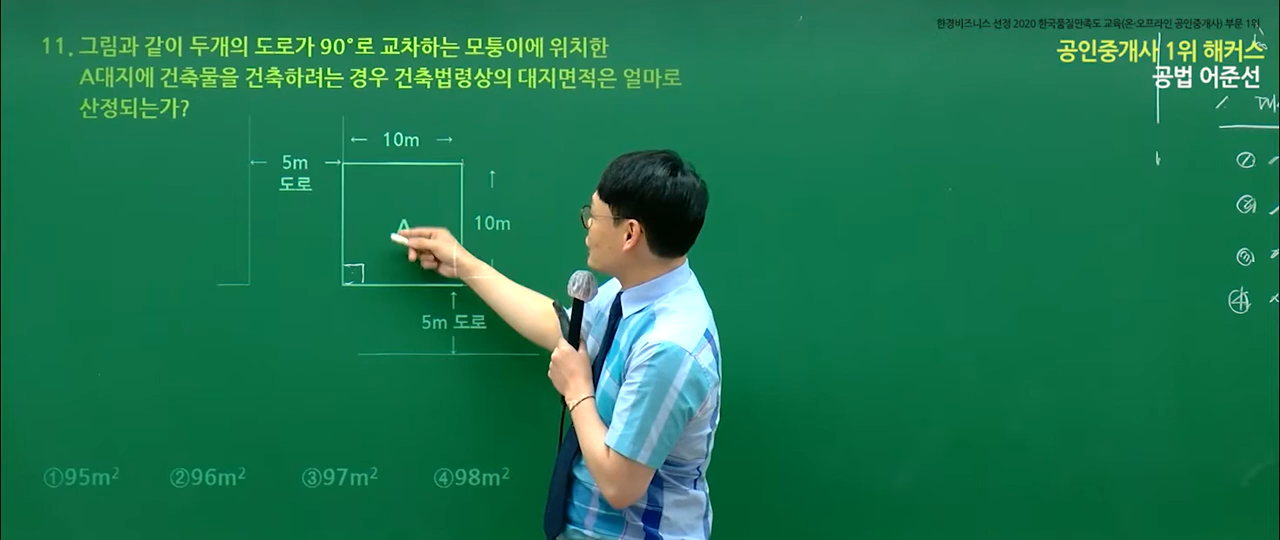 한경비즈니스 선정 2020 한국품질만족도 교육(온·오프라인 공인중개사) 부문 1위
공인중개사 1위 해커스
공법 어준선
11. 그림과 같이 두개의 도로가 90°로 교차하는 모퉁이에 위치한
A대지에 건축물을 건축하려는 경우 건축법령상의 대지면적은 얼마로
산정되는가?
← 10m →
← 5m →
도로
↑
10m
A
↑
5m 도로
↓
①95m² ②96m² ③97m² ④98m²
①
②
③
④